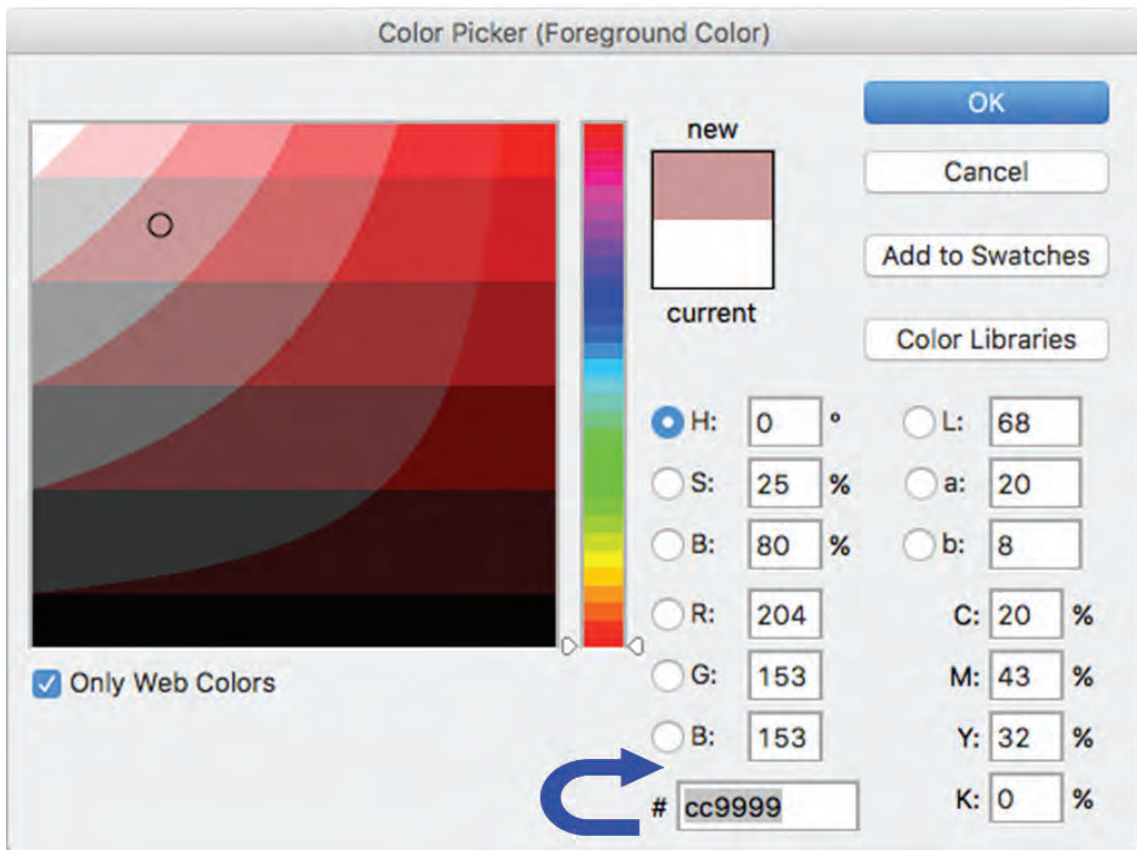 Color Picker (Foreground Color)
new
current
OK
Cancel
Add to Swatches
Color Libraries
H: 0 °
S: 25 %
B: 80 %
R: 204
G: 153
B: 153
# cc9999
L: 68
a: 20
b: 8
C: 20 %
M: 43 %
Y: 32 %
K: 0 %
Only Web Colors